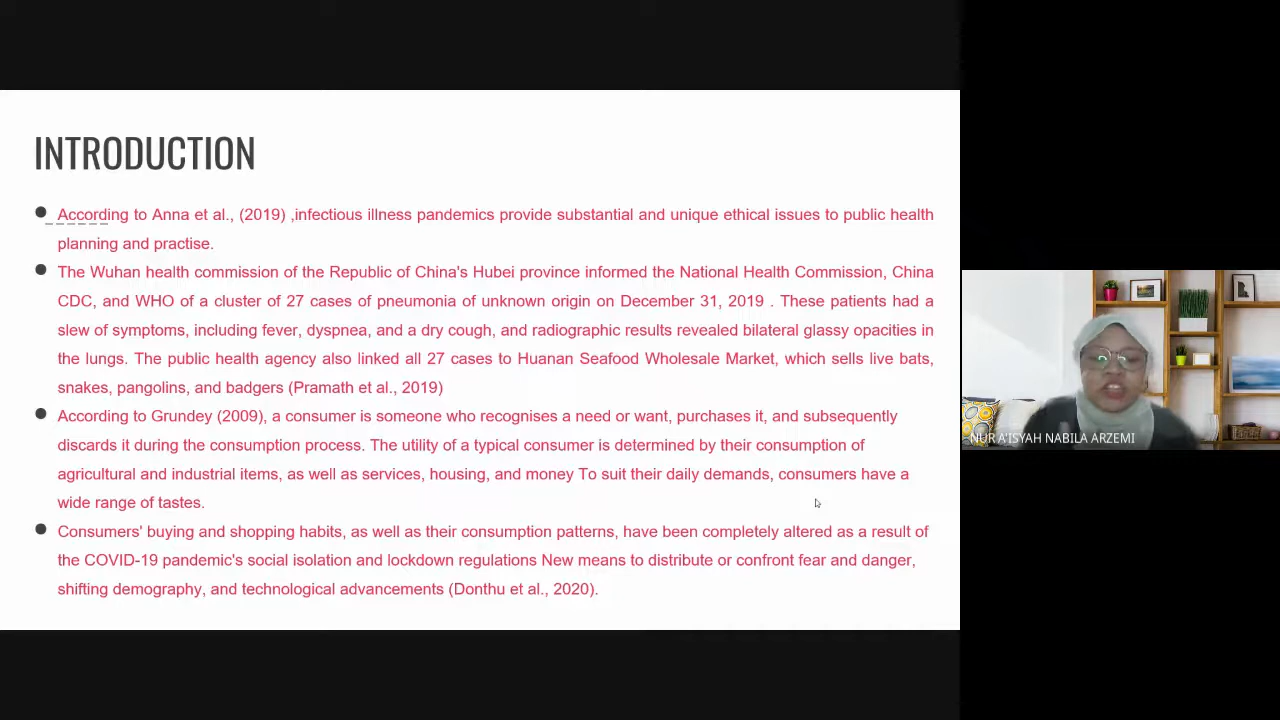 INTRODUCTION
According to Anna et al., (2019) ,infectious illness pandemics provide substantial and unique ethical issues to public health
planning and practise.
The Wuhan health commission of the Republic of China's Hubei province informed the National Health Commission, China
CDC, and WHO of a cluster of 27 cases of pneumonia of unknown origin on December 31, 2019 . These patients had a
slew of symptoms, including fever, dyspnea, and a dry cough, and radiographic results revealed bilateral glassy opacities in
the lungs. The public health agency also linked all 27 cases to Huanan Seafood Wholesale Market, which sells live bats,
snakes, pangolins, and badgers (Pramath et al., 2019)
According to Grundey (2009), a consumer is someone who recognises a need or want, purchases it, and subsequently
discards it during the consumption process. The utility of a typical consumer is determined by their consumption of
agricultural and industrial items, as well as services, housing, and money To suit their daily demands, consumers have a
wide range of tastes.
Consumers' buying and shopping habits, as well as their consumption patterns, have been completely altered as a result of
the COVID-19 pandemic's social isolation and lockdown regulations New means to distribute or confront fear and danger,
shifting demography, and technological advancements (Donthu et al., 2020).
NUR A'ISYAH NABILA ARZEMI